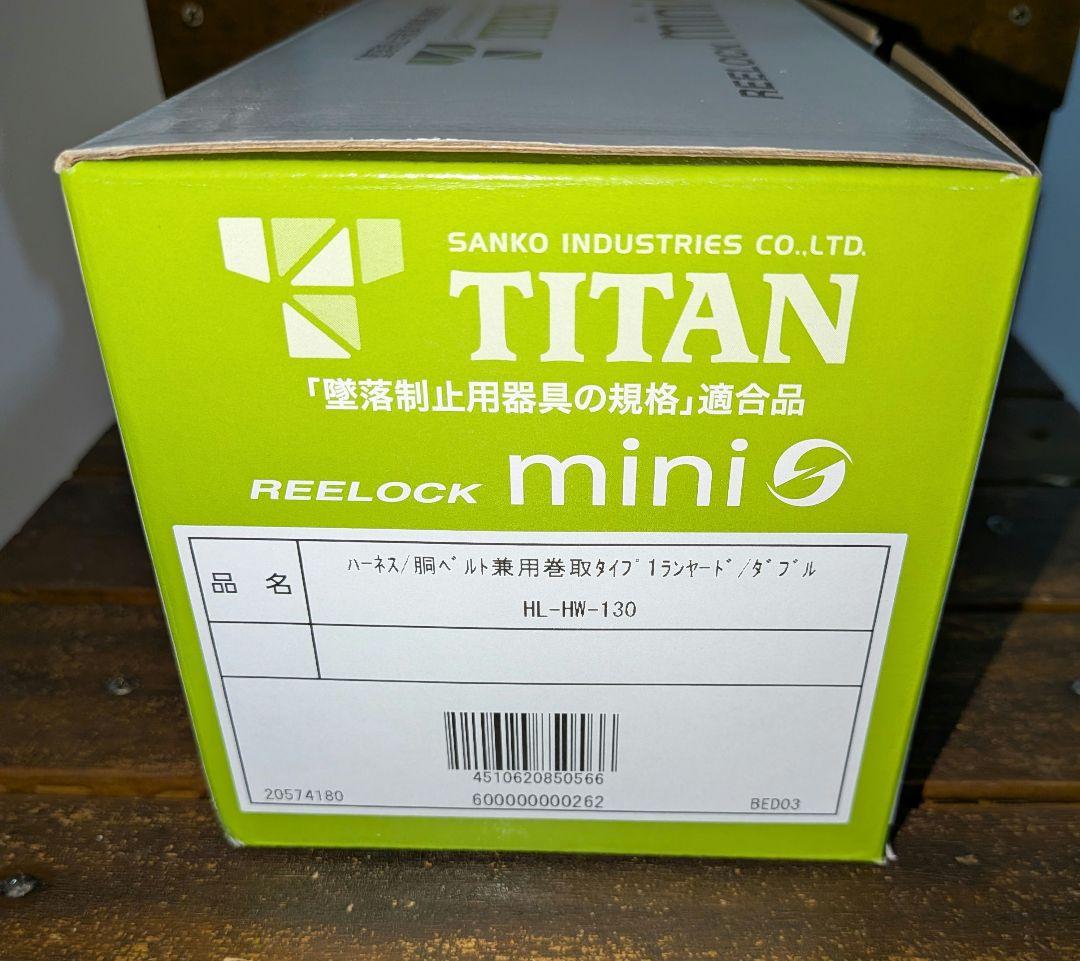 REELOCK
mini
SANKO INDUSTRIES CO.,LTD.
TITAN
「墜落制止用器具の規格」適合品
REELOCK mini S
品 名
ﾊｰﾈｽ/胴ﾍﾞﾙﾄ兼用巻取ﾀｲﾌﾟ1ﾗﾝﾔｰﾄﾞ/ﾀﾞﾌﾞﾙ
HL-HW-130
4510620850566
20574180
600000000262
BED03